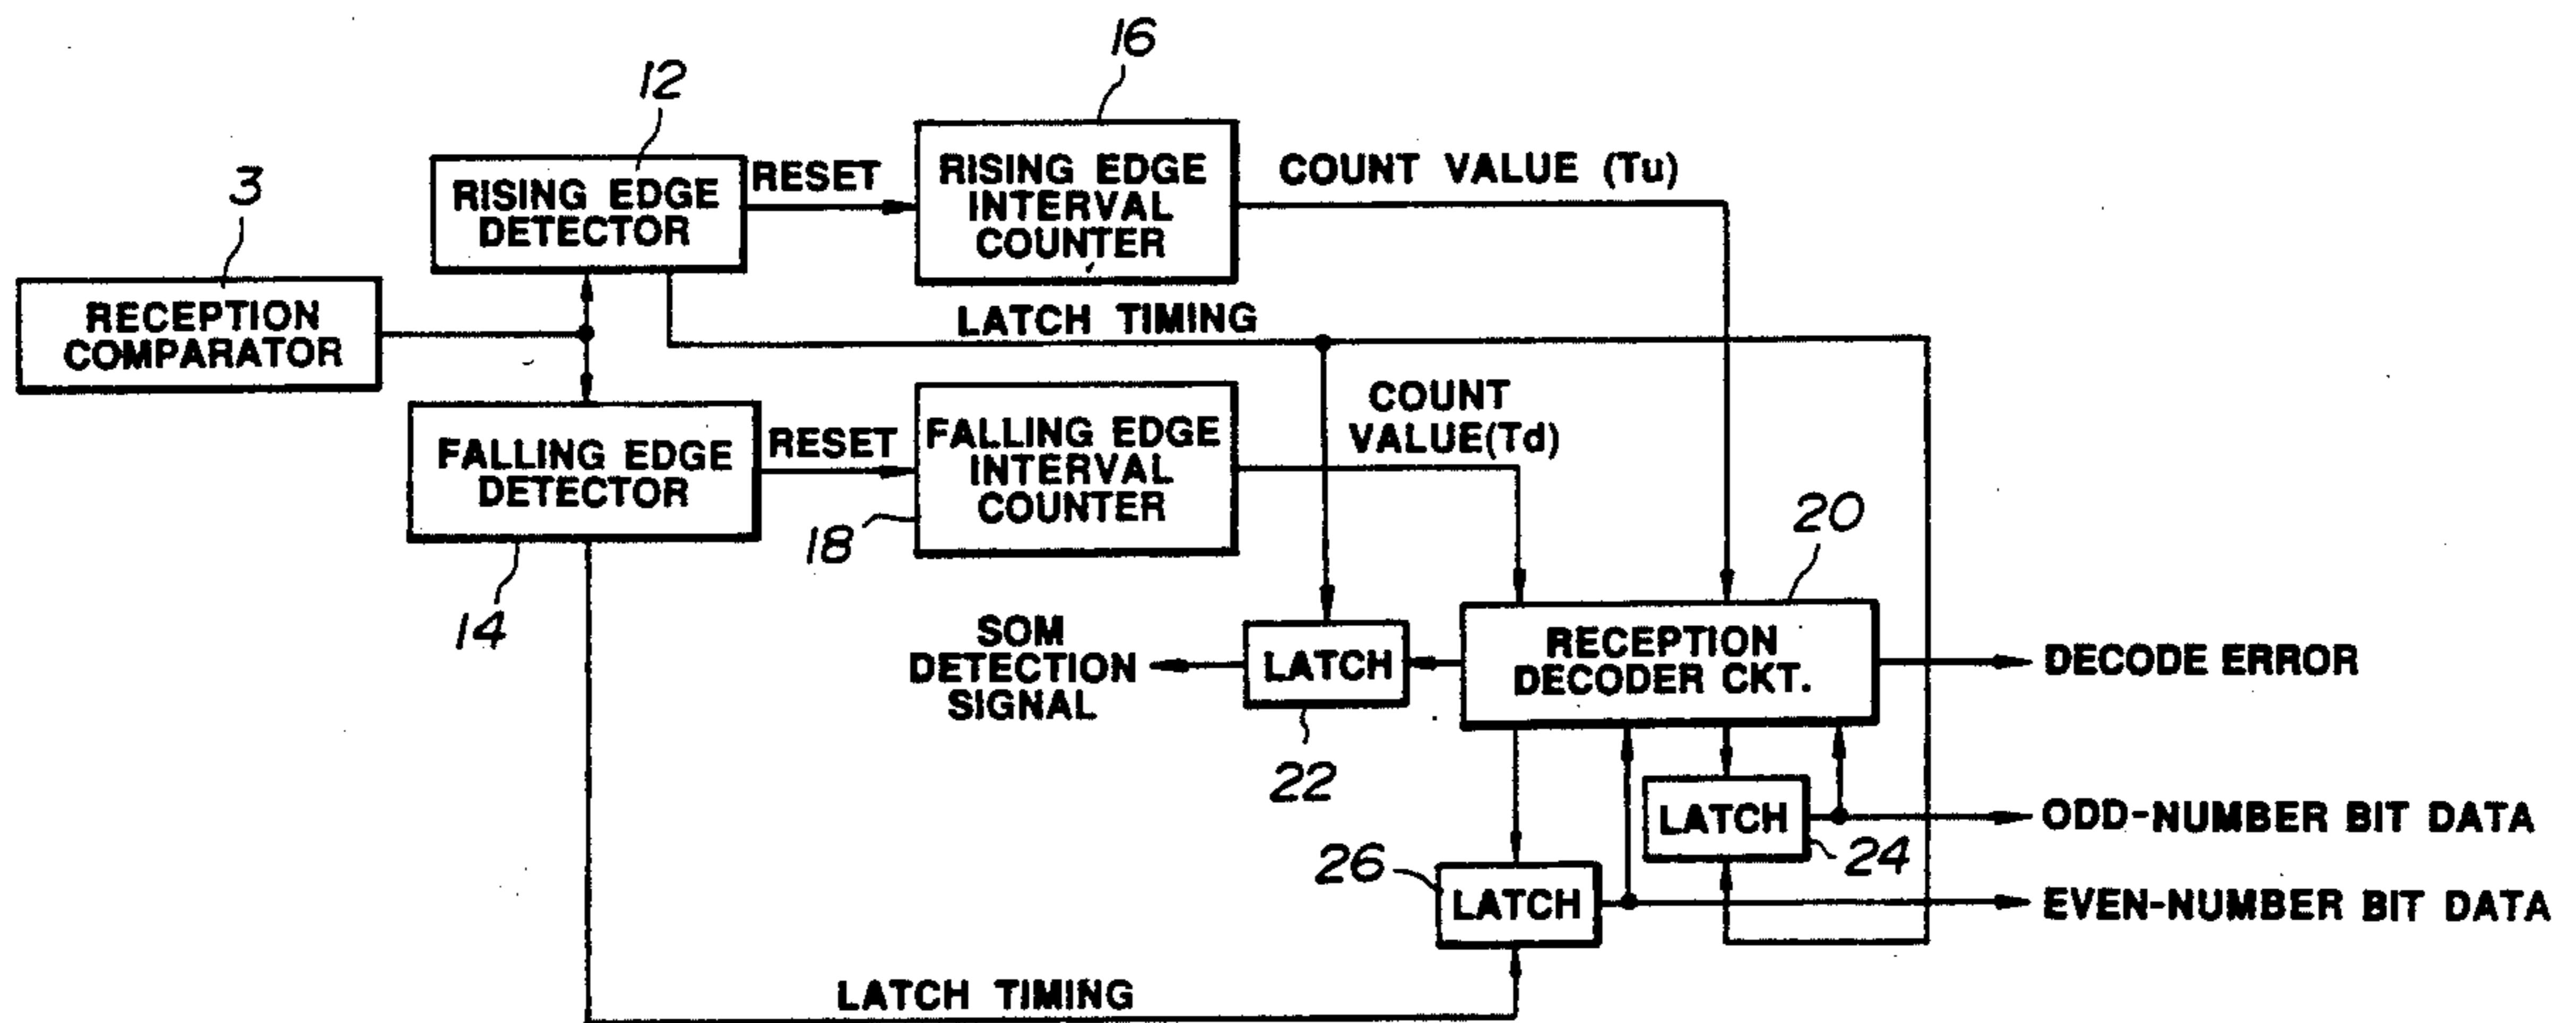 16
12
3
RISING EDGE
DETECTOR
RESET
RISING EDGE
INTERVAL
COUNTER
COUNT VALUE (Tu)
RECEPTION
COMPARATOR
LATCH TIMING
FALLING EDGE
DETECTOR
RESET
FALLING EDGE
INTERVAL
COUNTER
COUNT
VALUE(Td)
14
18
20
SOM
DETECTION
SIGNAL
LATCH
22
RECEPTION
DECODER CKT.
DECODE ERROR
LATCH
24
ODD-NUMBER BIT DATA
26
LATCH
EVEN-NUMBER BIT DATA
LATCH TIMING